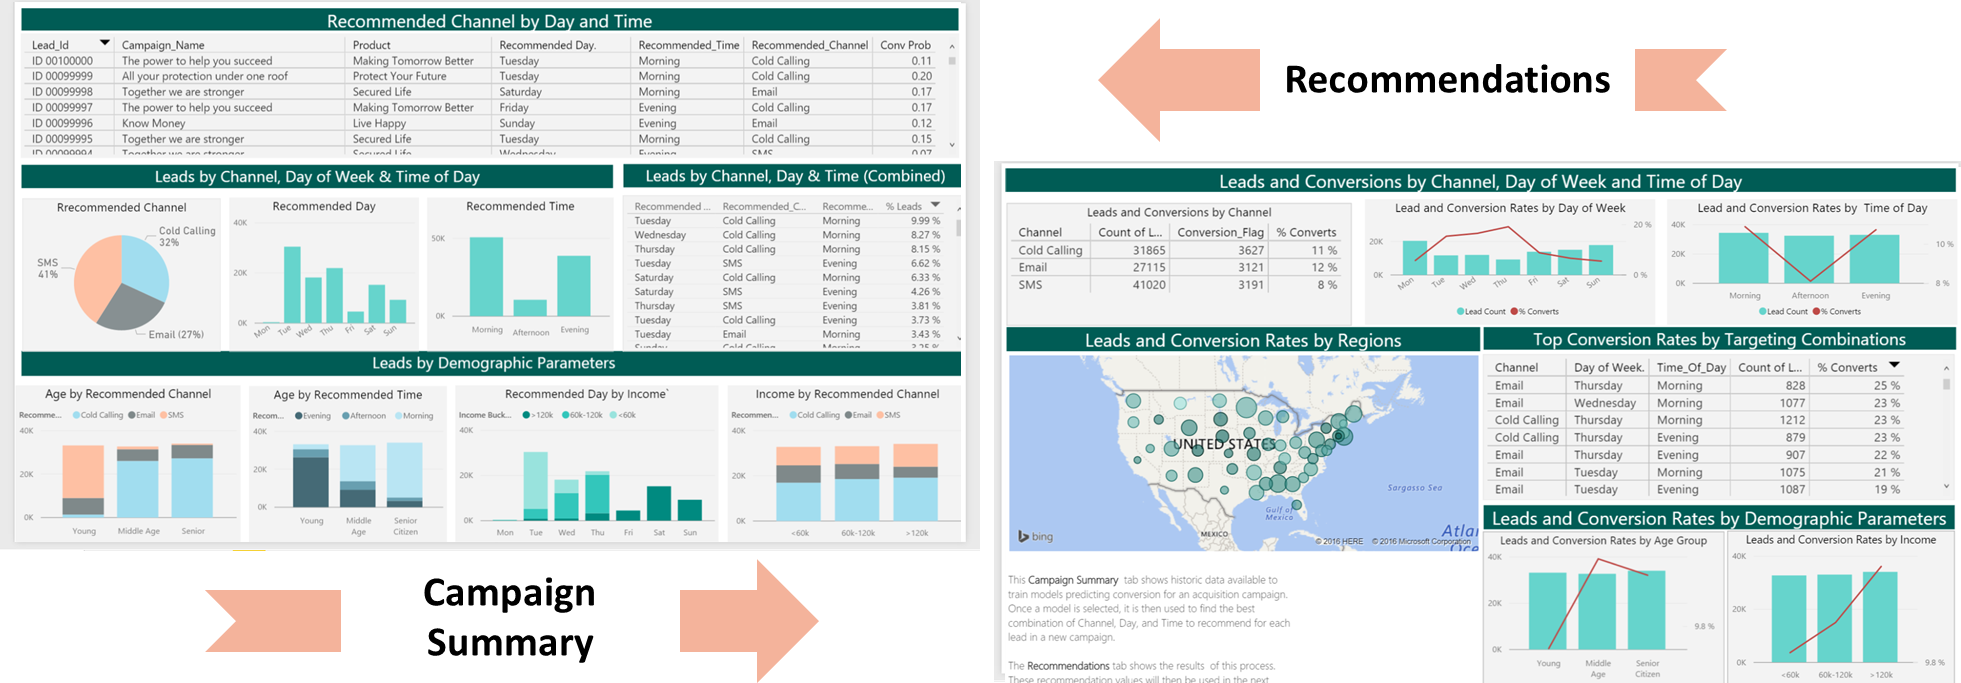 Recommended Channel by Day and Time
Lead_Id Campaign_Name Product Recommended Day. Recommended_Time Recommended_Channel Conv Prob
ID 00100000 The power to help you succeed Making Tomorrow Better Tuesday Morning Cold Calling 0.11
ID 00099999 All your protection under one roof Protect Your Future Tuesday Morning Cold Calling 0.20
ID 00099998 Together we are stronger Secured Life Saturday Morning Email 0.17
ID 00099997 The power to help you succeed Making Tomorrow Better Friday Evening Cold Calling 0.17
ID 00099996 Know Money Live Happy Sunday Evening Email 0.12
ID 00099995 Together we are stronger Secured Life Tuesday Morning Cold Calling 0.15
ID 00099994 Together we are stronger Secured Life Wednesday Evening SMS 0.07
Leads by Channel, Day of Week & Time of Day
Rrecommended Channel
Cold Calling
32%
SMS
41%
Email (27%)
Recommended Day
40K
20K
0K
Mon Tue Wed Thu Fri Sat Sun
Recommended Time
50K
0K
Morning Afternoon Evening
Leads by Channel, Day & Time (Combined)
Recommended ... Recommended_C... Recomme... % Leads
Tuesday Cold Calling Morning 9.99 %
Wednesday Cold Calling Morning 8.27 %
Thursday Cold Calling Morning 8.15 %
Tuesday SMS Evening 6.62 %
Saturday Cold Calling Morning 6.33 %
Saturday SMS Evening 4.26 %
Thursday SMS Evening 3.81 %
Tuesday Cold Calling Evening 3.73 %
Tuesday Email Morning 3.43 %
Sunday Cold Calling Morning 3.25 %
Leads by Demographic Parameters
Age by Recommended Channel
Recomme... Cold Calling Email SMS
40K
20K
0K
Young Middle Age Senior
Age by Recommended Time
Recom... Evening Afternoon Morning
40K
20K
0K
Young Middle Age Senior Citizen
Recommended Day by Income`
Income Buck... >120k 60k-120k <60k
40K
20K
0K
Mon Tue Wed Thu Fri Sat Sun
Income by Recommended Channel
Recommen... Cold Calling Email SMS
40K
20K
0K
<60k 60k-120k >120k
Campaign
Summary
Recommendations
Leads and Conversions by Channel, Day of Week and Time of Day
Leads and Conversions by Channel
Channel Count of L... Conversion_Flag % Converts
Cold Calling 31865 3627 11 %
Email 27115 3121 12 %
SMS 41020 3191 8 %
Lead and Conversion Rates by Day of Week
20K
0K
20 %
0 %
Mon Tue Wed Thu Fri Sat Sun
Lead Count % Converts
Lead and Conversion Rates by Time of Day
40K
20K
0K
10 %
8 %
Morning Afternoon Evening
Lead Count % Converts
Leads and Conversion Rates by Regions
UNITED STATES
Sargasso Sea
Gulf of
Mexico
MEXICO
bing
© 2016 HERE © 2016 Microsoft Corporation
Top Conversion Rates by Targeting Combinations
Channel Day of Week. Time_Of_Day Count of L... % Converts
Email Thursday Morning 828 25 %
Email Wednesday Morning 1077 23 %
Cold Calling Thursday Morning 1212 23 %
Cold Calling Thursday Evening 879 23 %
Email Thursday Evening 907 22 %
Email Tuesday Morning 1075 21 %
Email Tuesday Evening 1087 19 %
This Campaign Summary tab shows historic data available to
train models predicting conversion for an acquisition campaign.
Once a model is selected, it is then used to find the best
combination of Channel, Day, and Time to recommend for each
lead in a new campaign.
The Recommendations tab shows the results of this process.
These recommendation values will then be used in the next
Leads and Conversion Rates by Demographic Parameters
Leads and Conversion Rates by Age Group
40K
20K
0K
9.8 %
Young Middle Age Senior Citizen
Leads and Conversion Rates by Income
40K
20K
0K
9.8 %
<60k 60k-120k >120k